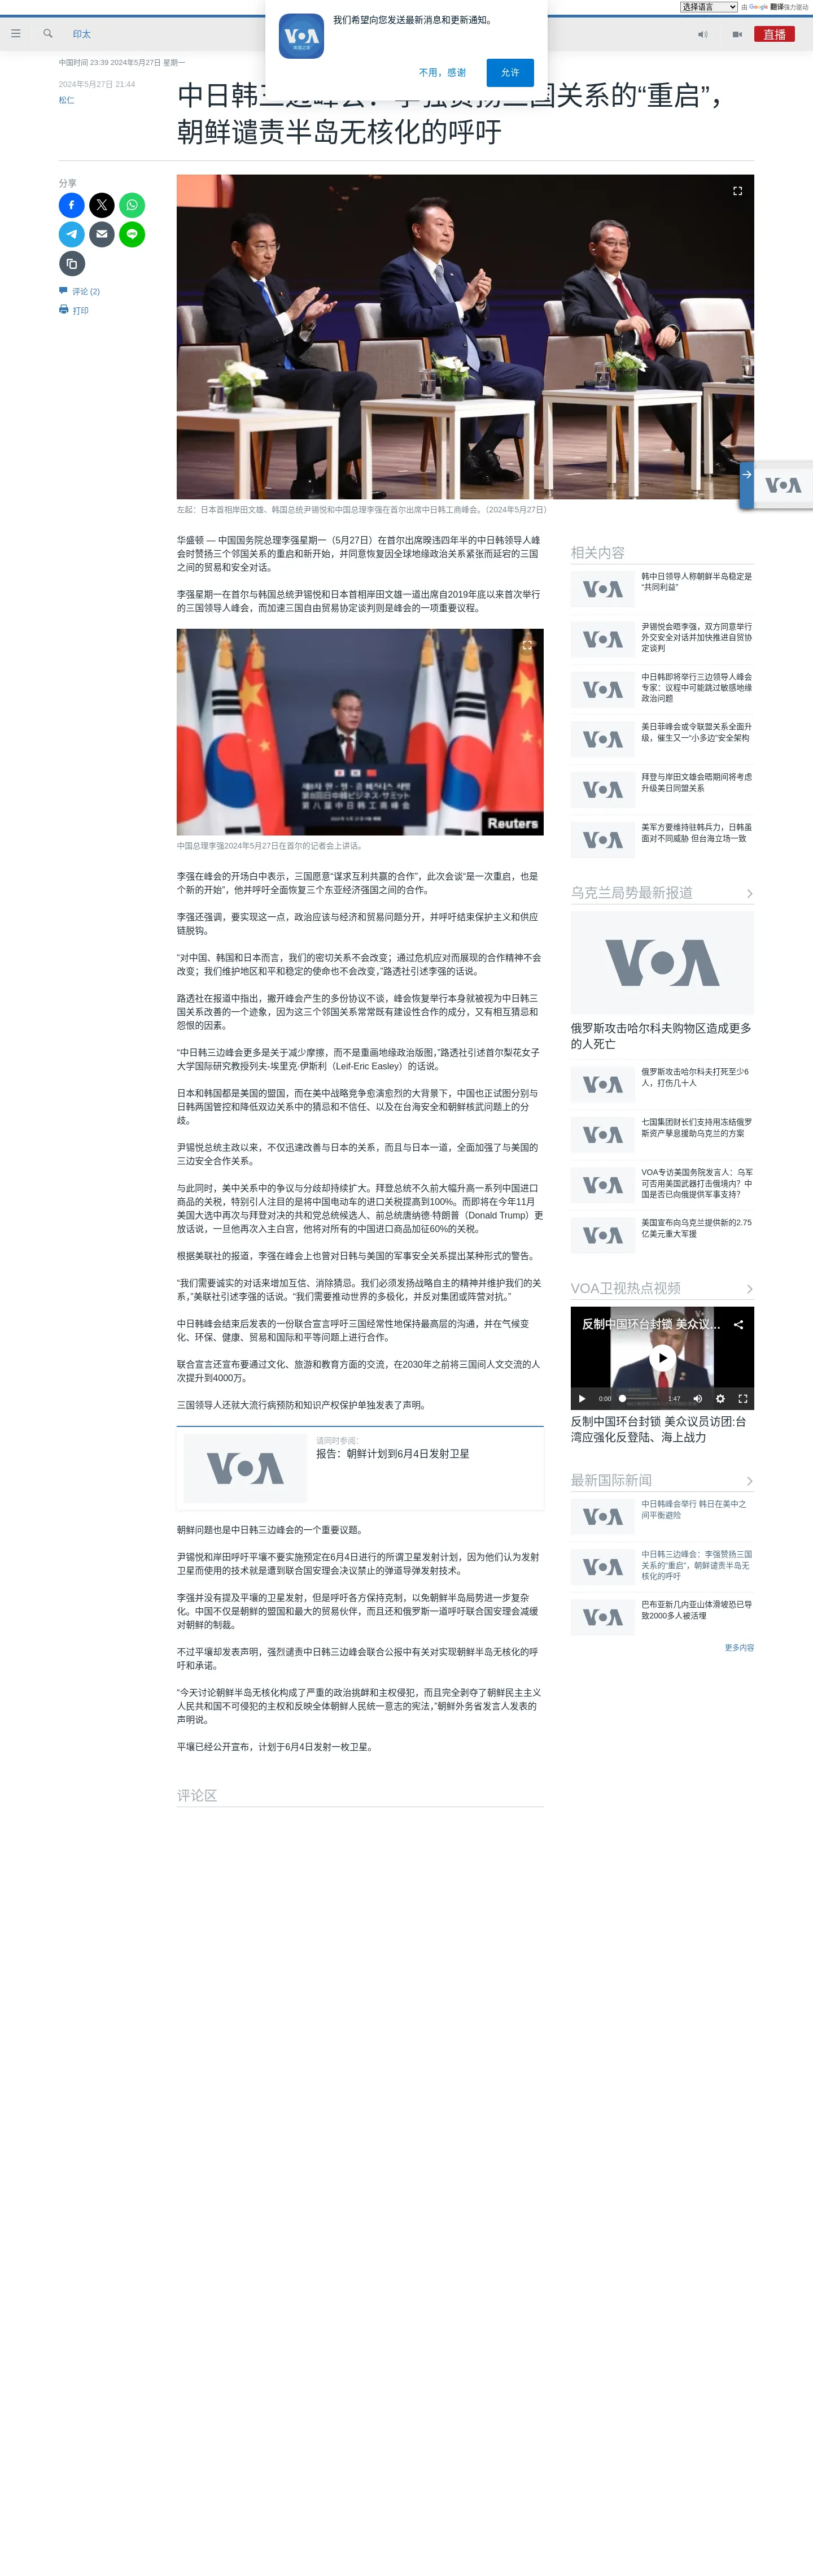 选择语言
由 Google 翻译强力驱动
VOA
我们希望向您发送最新消息和更新通知。
不用，感谢
允许
印太
直播
中国时间 23:39 2024年5月27日 星期一
2024年5月27日 21:44
松仁
关系的“重启”，
朝鲜谴责半岛无核化的呼吁
分享
评论 (2)
打印
左起：日本首相岸田文雄、韩国总统尹锡悦和中国总理李强在首尔出席中日韩工商峰会。（2024年5月27日）
VOA
华盛顿 — 中国国务院总理李强星期一（5月27日）在首尔出席暌违四年半的中日韩领导人峰
会时赞扬三个邻国关系的重启和新开始，并同意恢复因全球地缘政治关系紧张而延宕的三国
之间的贸易和安全对话。
李强星期一在首尔与韩国总统尹锡悦和日本首相岸田文雄一道出席自2019年底以来首次举行
的三国领导人峰会，而加速三国自由贸易协定谈判则是峰会的一项重要议程。
第8回日中韓ビジネス・サミット
第八届中日韩工商峰会
Reuters
中国总理李强2024年5月27日在首尔的记者会上讲话。
李强在峰会的开场白中表示，三国愿意“谋求互利共赢的合作”，此次会谈“是一次重启，也是
个新的开始”，他并呼吁全面恢复三个东亚经济强国之间的合作。
李强还强调，要实现这一点，政治应该与经济和贸易问题分开，并呼吁结束保护主义和供应
链脱钩。
“对中国、韩国和日本而言，我们的密切关系不会改变；通过危机应对而展现的合作精神不会
改变；我们维护地区和平和稳定的使命也不会改变，”路透社引述李强的话说。
路透社在报道中指出，撇开峰会产生的多份协议不谈，峰会恢复举行本身就被视为中日韩三
国关系改善的一个迹象，因为这三个邻国关系常常既有建设性合作的成分，又有相互猜忌和
怨恨的因素。
“中日韩三边峰会更多是关于减少摩擦，而不是重画地缘政治版图，”路透社引述首尔梨花女子
大学国际研究教授列夫-埃里克·伊斯利（Leif-Eric Easley）的话说。
日本和韩国都是美国的盟国，而在美中战略竞争愈演愈烈的大背景下，中国也正试图分别与
日韩两国管控和降低双边关系中的猜忌和不信任、以及在台海安全和朝鲜核武问题上的分
歧。
尹锡悦总统主政以来，不仅迅速改善与日本的关系，而且与日本一道，全面加强了与美国的
三边安全合作关系。
与此同时，美中关系中的争议与分歧却持续扩大。拜登总统不久前大幅升高一系列中国进口
商品的关税，特别引人注目的是将中国电动车的进口关税提高到100%。而即将在今年11月
美国大选中再次与拜登对决的共和党总统候选人、前总统唐纳德·特朗普（Donald Trump）更
放话说，一旦他再次入主白宫，他将对所有的中国进口商品加征60%的关税。
根据美联社的报道，李强在峰会上也曾对日韩与美国的军事安全关系提出某种形式的警告。
“我们需要诚实的对话来增加互信、消除猜忌。我们必须发扬战略自主的精神并维护我们的关
系，”美联社引述李强的话说。“我们需要推动世界的多极化，并反对集团或阵营对抗。”
中日韩峰会结束后发表的一份联合宣言呼吁三国经常性地保持最高层的沟通，并在气候变
化、环保、健康、贸易和国际和平等问题上进行合作。
联合宣言还宣布要通过文化、旅游和教育方面的交流，在2030年之前将三国间人文交流的人
次提升到4000万。
三国领导人还就大流行病预防和知识产权保护单独发表了声明。
VOA
请同时参阅：
报告：朝鲜计划到6月4日发射卫星
朝鲜问题也是中日韩三边峰会的一个重要议题。
尹锡悦和岸田呼吁平壤不要实施预定在6月4日进行的所谓卫星发射计划，因为他们认为发射
卫星而使用的技术就是遭到联合国安理会决议禁止的弹道导弹发射技术。
李强并没有提及平壤的卫星发射，但是呼吁各方保持克制，以免朝鲜半岛局势进一步复杂
化。中国不仅是朝鲜的盟国和最大的贸易伙伴，而且还和俄罗斯一道呼吁联合国安理会减缓
对朝鲜的制裁。
不过平壤却发表声明，强烈谴责中日韩三边峰会联合公报中有关对实现朝鲜半岛无核化的呼
吁和承诺。
“今天讨论朝鲜半岛无核化构成了严重的政治挑衅和主权侵犯，而且完全剥夺了朝鲜民主主义
人民共和国不可侵犯的主权和反映全体朝鲜人民统一意志的宪法，”朝鲜外务省发言人发表的
声明说。
平壤已经公开宣布，计划于6月4日发射一枚卫星。
评论区
相关内容
VOA
韩中日领导人称朝鲜半岛稳定是
“共同利益”
VOA
尹锡悦会晤李强，双方同意举行
外交安全对话并加快推进自贸协
定谈判
VOA
中日韩即将举行三边领导人峰会
专家：议程中可能跳过敏感地缘
政治问题
VOA
美日菲峰会或令联盟关系全面升
级，催生又一“小多边”安全架构
VOA
拜登与岸田文雄会晤期间将考虑
升级美日同盟关系
VOA
美军方要维持驻韩兵力，日韩虽
面对不同威胁 但台海立场一致
乌克兰局势最新报道
VOA
俄罗斯攻击哈尔科夫购物区造成更多
的人死亡
VOA
俄罗斯攻击哈尔科夫打死至少6
人，打伤几十人
VOA
七国集团财长们支持用冻结俄罗
斯资产孳息援助乌克兰的方案
VOA
VOA专访美国务院发言人：乌军
可否用美国武器打击俄境内？中
国是否已向俄提供军事支持？
VOA
美国宣布向乌克兰提供新的2.75
亿美元重大军援
VOA卫视热点视频
反制中国环台封锁 美众议...
0:00
1:47
反制中国环台封锁 美众议员访团:台
湾应强化反登陆、海上战力
最新国际新闻
VOA
中日韩峰会举行 韩日在美中之
间平衡避险
VOA
中日韩三边峰会：李强赞扬三国
关系的“重启”，朝鲜谴责半岛无
核化的呼吁
VOA
巴布亚新几内亚山体滑坡恐已导
致2000多人被活埋
更多内容